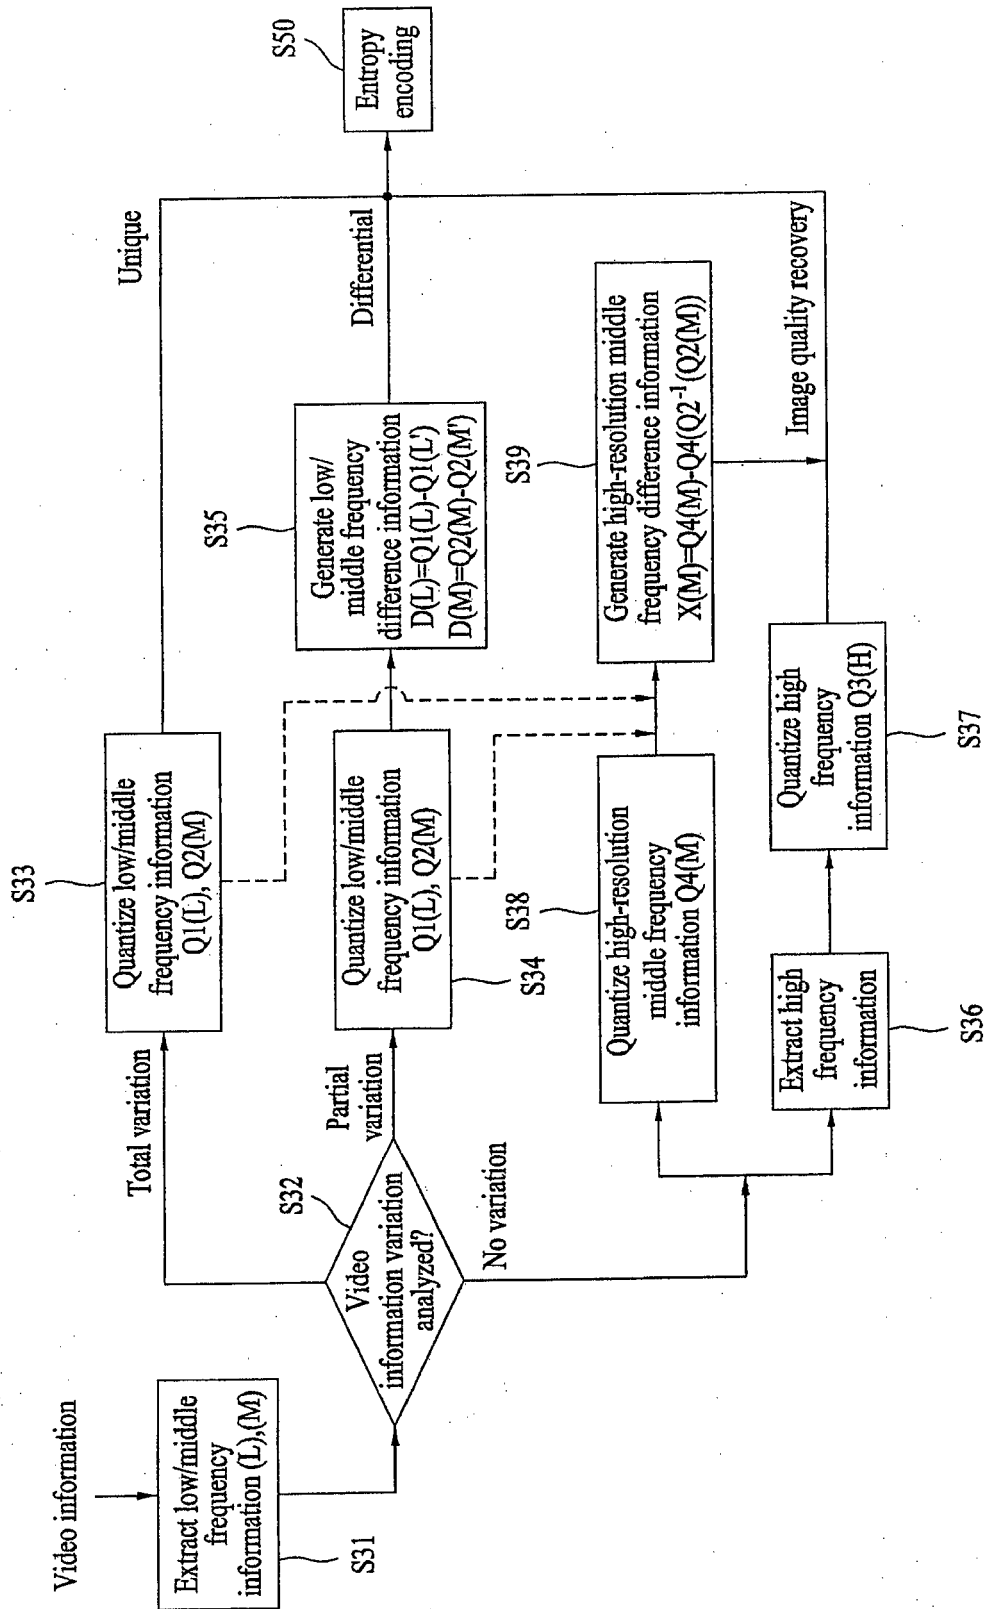 Video information
Extract low/middle
frequency
information (L),(M)
S31
Video
information variation
analyzed?
S32
Total variation
Partial
variation
No variation
S33
Quantize low/middle
frequency information
Q1(L), Q2(M)
Quantize low/middle
frequency information
Q1(L), Q2(M)
S34
S38
Quantize high-resolution
middle frequency
information Q4(M)
Extract high
frequency
information
S36
S35
Generate low/
middle frequency
difference information
D(L)=Q1(L)-Q1(L')
D(M)=Q2(M)-Q2(M')
S39
Generate high-resolution middle
frequency difference information
X(M)=Q4(M)-Q4(Q2⁻¹(Q2(M))
Quantize high
frequency
information Q3(H)
S37
Unique
Differential
Image quality recovery
S50
Entropy
encoding